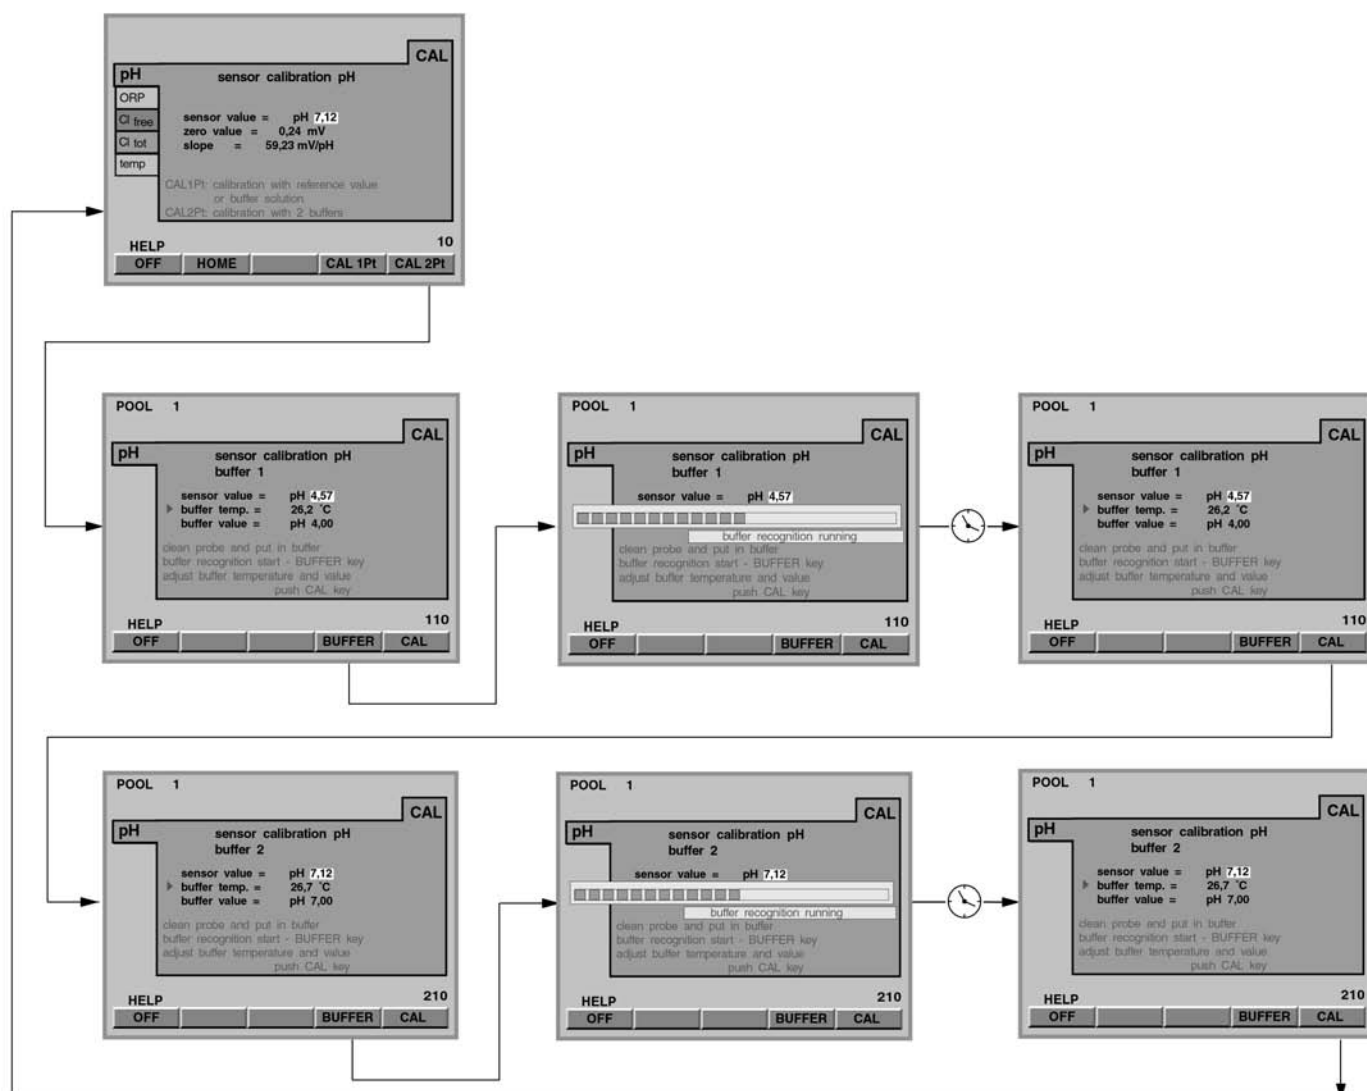 CAL
pH
sensor calibration pH
ORP
Cl free
Cl tot
temp
sensor value = pH 7,12
zero value = 0,24 mV
slope = 59,23 mV/pH
CAL1Pt: calibration with reference value
or buffer solution
CAL2Pt: calibration with 2 buffers
HELP
10
OFF HOME CAL 1Pt CAL 2Pt
POOL 1
CAL
pH
sensor calibration pH
buffer 1
sensor value = pH 4,57
buffer temp. = 26,2 °C
buffer value = pH 4,00
clean probe and put in buffer
buffer recognition start - BUFFER key
adjust buffer temperature and value
push CAL key
110
HELP
OFF BUFFER CAL
POOL 1
CAL
pH
sensor calibration pH
buffer 1
sensor value = pH 4,57
buffer recognition running
clean probe and put in buffer
buffer recognition start - BUFFER key
adjust buffer temperature and value
push CAL key
110
HELP
OFF BUFFER CAL
POOL 1
CAL
pH
sensor calibration pH
buffer 1
sensor value = pH 4,57
buffer temp. = 26,2 °C
buffer value = pH 4,00
clean probe and put in buffer
buffer recognition start - BUFFER key
adjust buffer temperature and value
push CAL key
110
HELP
OFF BUFFER CAL
POOL 1
CAL
pH
sensor calibration pH
buffer 2
sensor value = pH 7,12
buffer temp. = 26,7 °C
buffer value = pH 7,00
clean probe and put in buffer
buffer recognition start - BUFFER key
adjust buffer temperature and value
push CAL key
210
HELP
OFF BUFFER CAL
POOL 1
CAL
pH
sensor calibration pH
buffer 2
sensor value = pH 7,12
buffer recognition running
clean probe and put in buffer
buffer recognition start - BUFFER key
adjust buffer temperature and value
push CAL key
210
HELP
OFF BUFFER CAL
POOL 1
CAL
pH
sensor calibration pH
buffer 2
sensor value = pH 7,12
buffer temp. = 26,7 °C
buffer value = pH 7,00
clean probe and put in buffer
buffer recognition start - BUFFER key
adjust buffer temperature and value
push CAL key
210
HELP
OFF BUFFER CAL